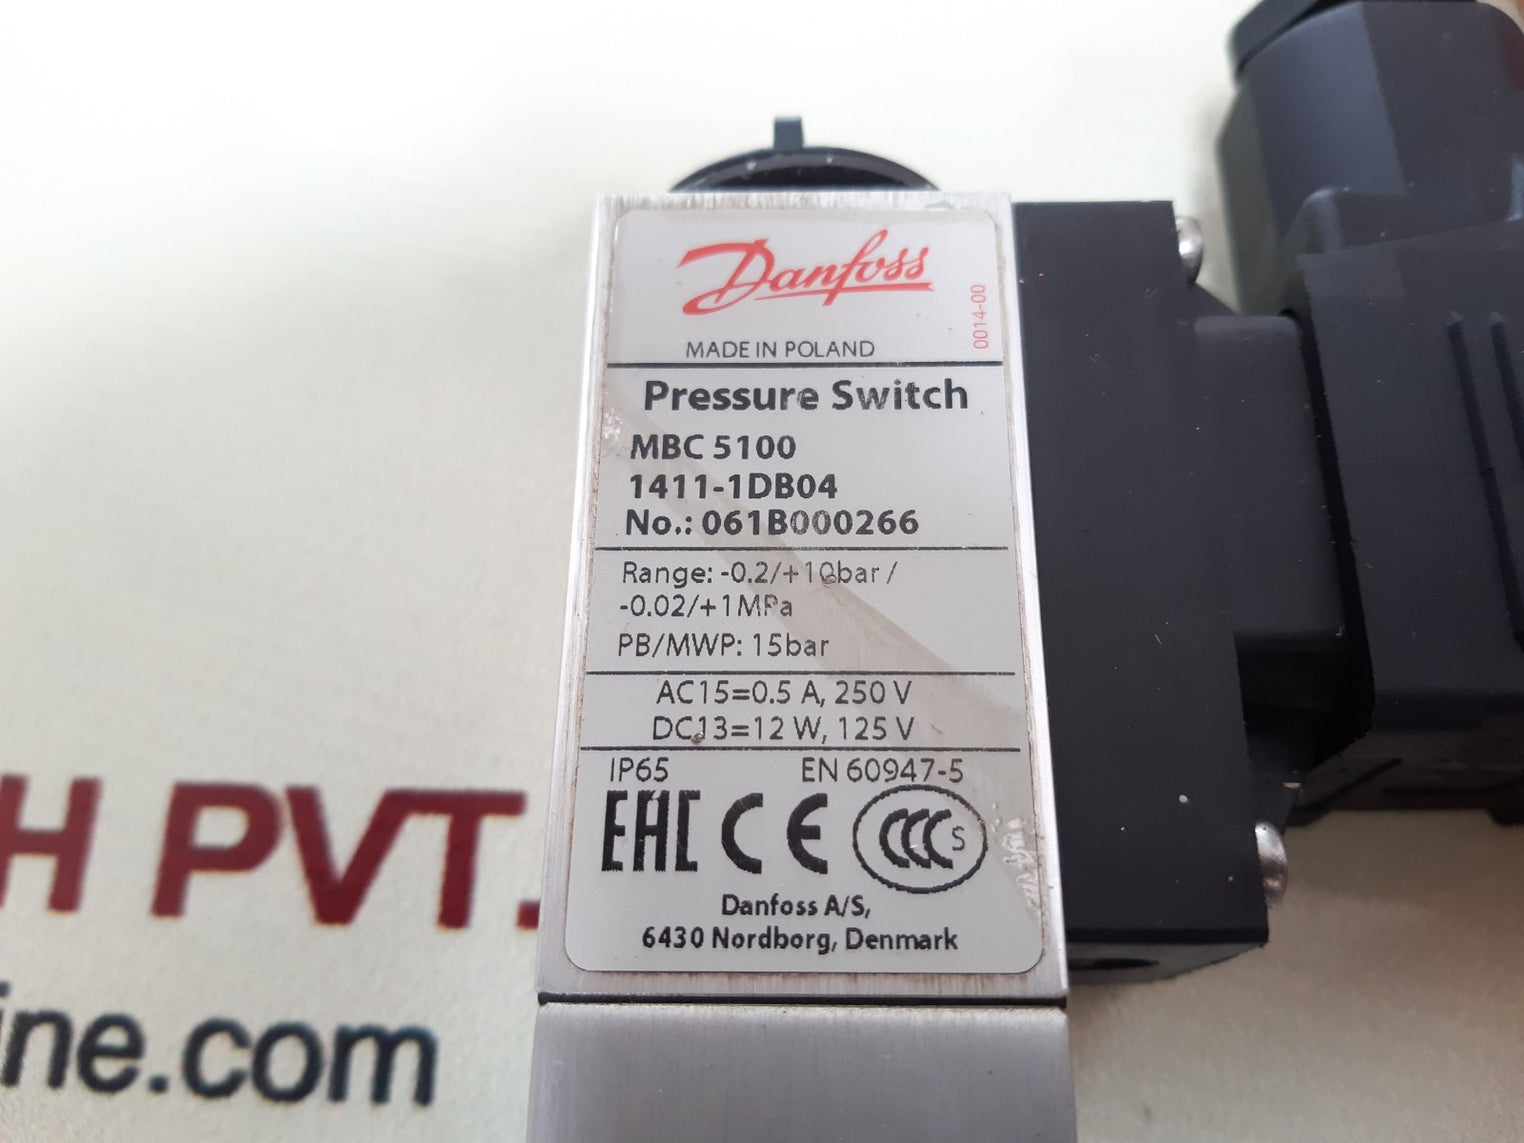 Danfoss
0014-00
MADE IN POLAND
Pressure Switch
MBC 5100
1411-1DB04
No.: 061B000266
Range: -0.2/+10bar /
-0.02/+1MPa
PB/MWP: 15bar
AC15=0.5 A, 250 V
DC13=12 W, 125 V
IP65 EN 60947-5
EAC CE CCC S
Danfoss A/S,
6430 Nordborg, Denmark
H PVT.
ine.com